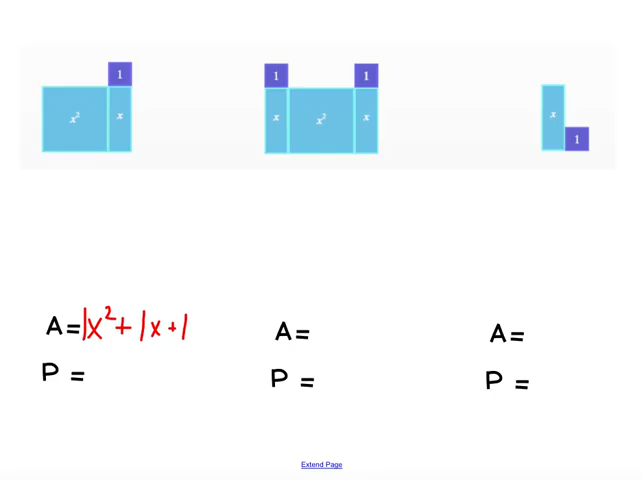 1
1
1
x² x
x x² x
x
1
A = 1x² + 1x + 1
A =
A =
P =
P =
P =
Extend Page